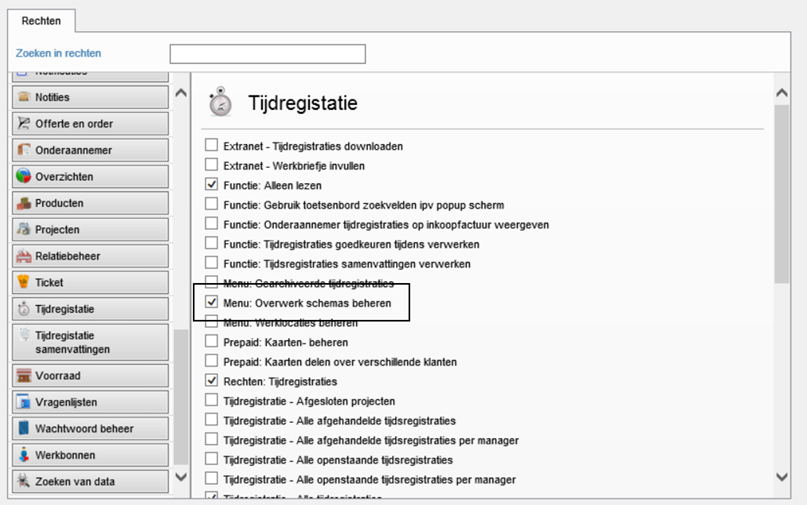 Rechten
Zoeken in rechten
Notificaties
Notities
Offerte en order
Onderaannemer
Overzichten
Producten
Projecten
Relatiebeheer
Ticket
Tijdregistatie
Tijdregistatie
samenvattingen
Voorraad
Vragenlijsten
Wachtwoord beheer
Werkbonnen
Zoeken van data
Tijdregistatie
Extranet - Tijdregistraties downloaden
Extranet - Werkbriefje invullen
Functie: Alleen lezen
Functie: Gebruik toetsenbord zoekvelden ipv popup scherm
Functie: Onderaannemer tijdregistraties op inkoopfactuur weergeven
Functie: Tijdregistraties goedkeuren tijdens verwerken
Functie: Tijdsregistraties samenvattingen verwerken
Menu: Gearchiveerde tijdregistraties
Menu: Overwerk schemas beheren
Menu: Werklocaties beheren
Prepaid: Kaarten- beheren
Prepaid: Kaarten delen over verschillende klanten
Rechten: Tijdregistraties
Tijdregistratie - Afgesloten projecten
Tijdregistratie - Alle afgehandelde tijdsregistraties
Tijdregistratie - Alle afgehandelde tijdsregistraties per manager
Tijdregistratie - Alle openstaande tijdsregistraties
Tijdregistratie - Alle openstaande tijdsregistraties per manager
Tijdregistratie - Alle tijdregistraties